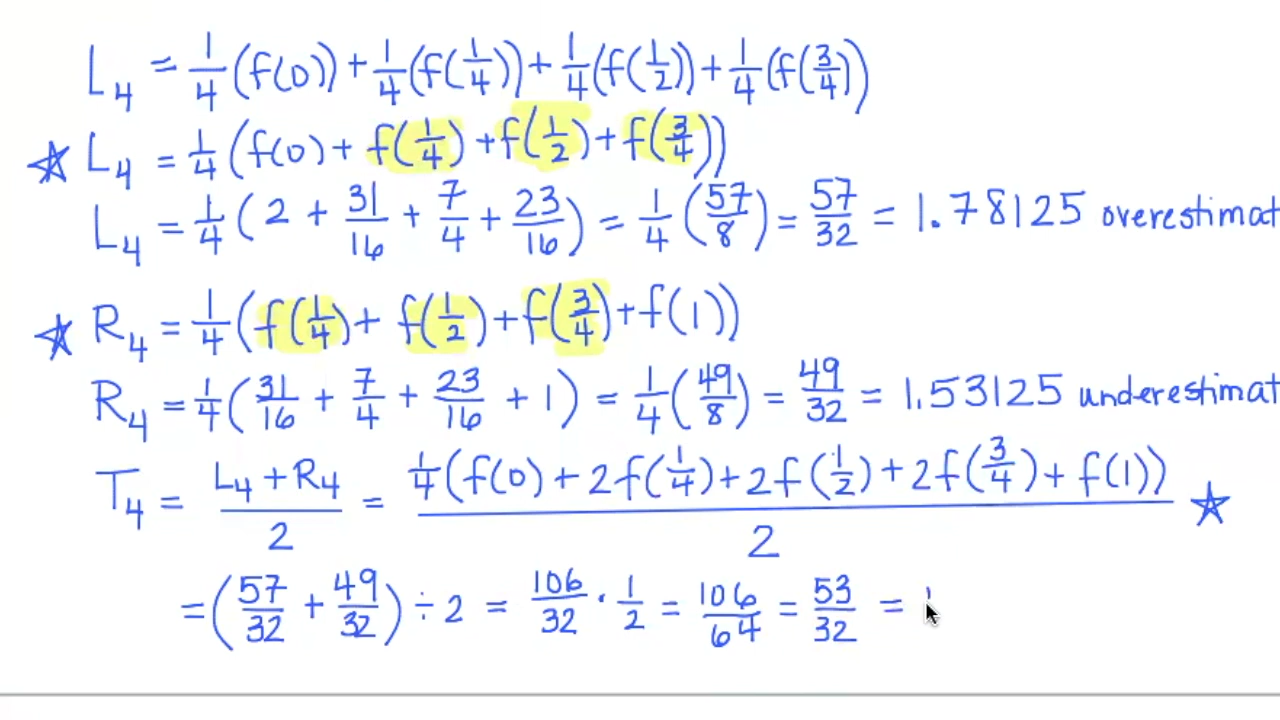 L₄ = 1/4 (f(0)) + 1/4 (f(1/4)) + 1/4 (f(1/2)) + 1/4 (f(3/4))
☆ L₄ = 1/4 (f(0) + f(1/4) + f(1/2) + f(3/4))
L₄ = 1/4 (2 + 31/16 + 7/4 + 23/16) = 1/4 (57/8) = 57/32 = 1.78125 overestimat
☆ R₄ = 1/4 (f(1/4) + f(1/2) + f(3/4) + f(1))
R₄ = 1/4 (31/16 + 7/4 + 23/16 + 1) = 1/4 (49/8) = 49/32 = 1.53125 underestimat
T₄ = (L₄ + R₄)/2 = 1/4 (f(0) + 2f(1/4) + 2f(1/2) + 2f(3/4) + f(1))/2 ☆
= (57/32 + 49/32) ÷ 2 = 106/32 · 1/2 = 106/64 = 53/32 = 1